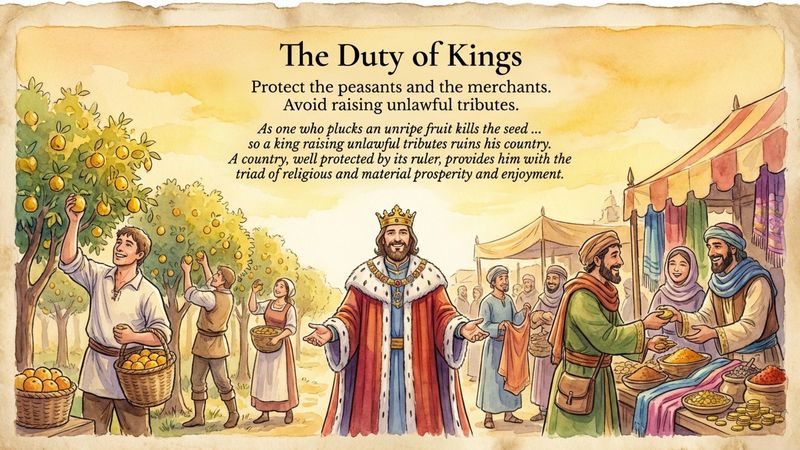 The Duty of Kings
Protect the peasants and the merchants.
Avoid raising unlawful tributes.
As one who plucks an unripe fruit kills the seed ...
so a king raising unlawful tributes ruins his country.
A country, well protected by its ruler, provides him with the
triad of religious and material prosperity and enjoyment.